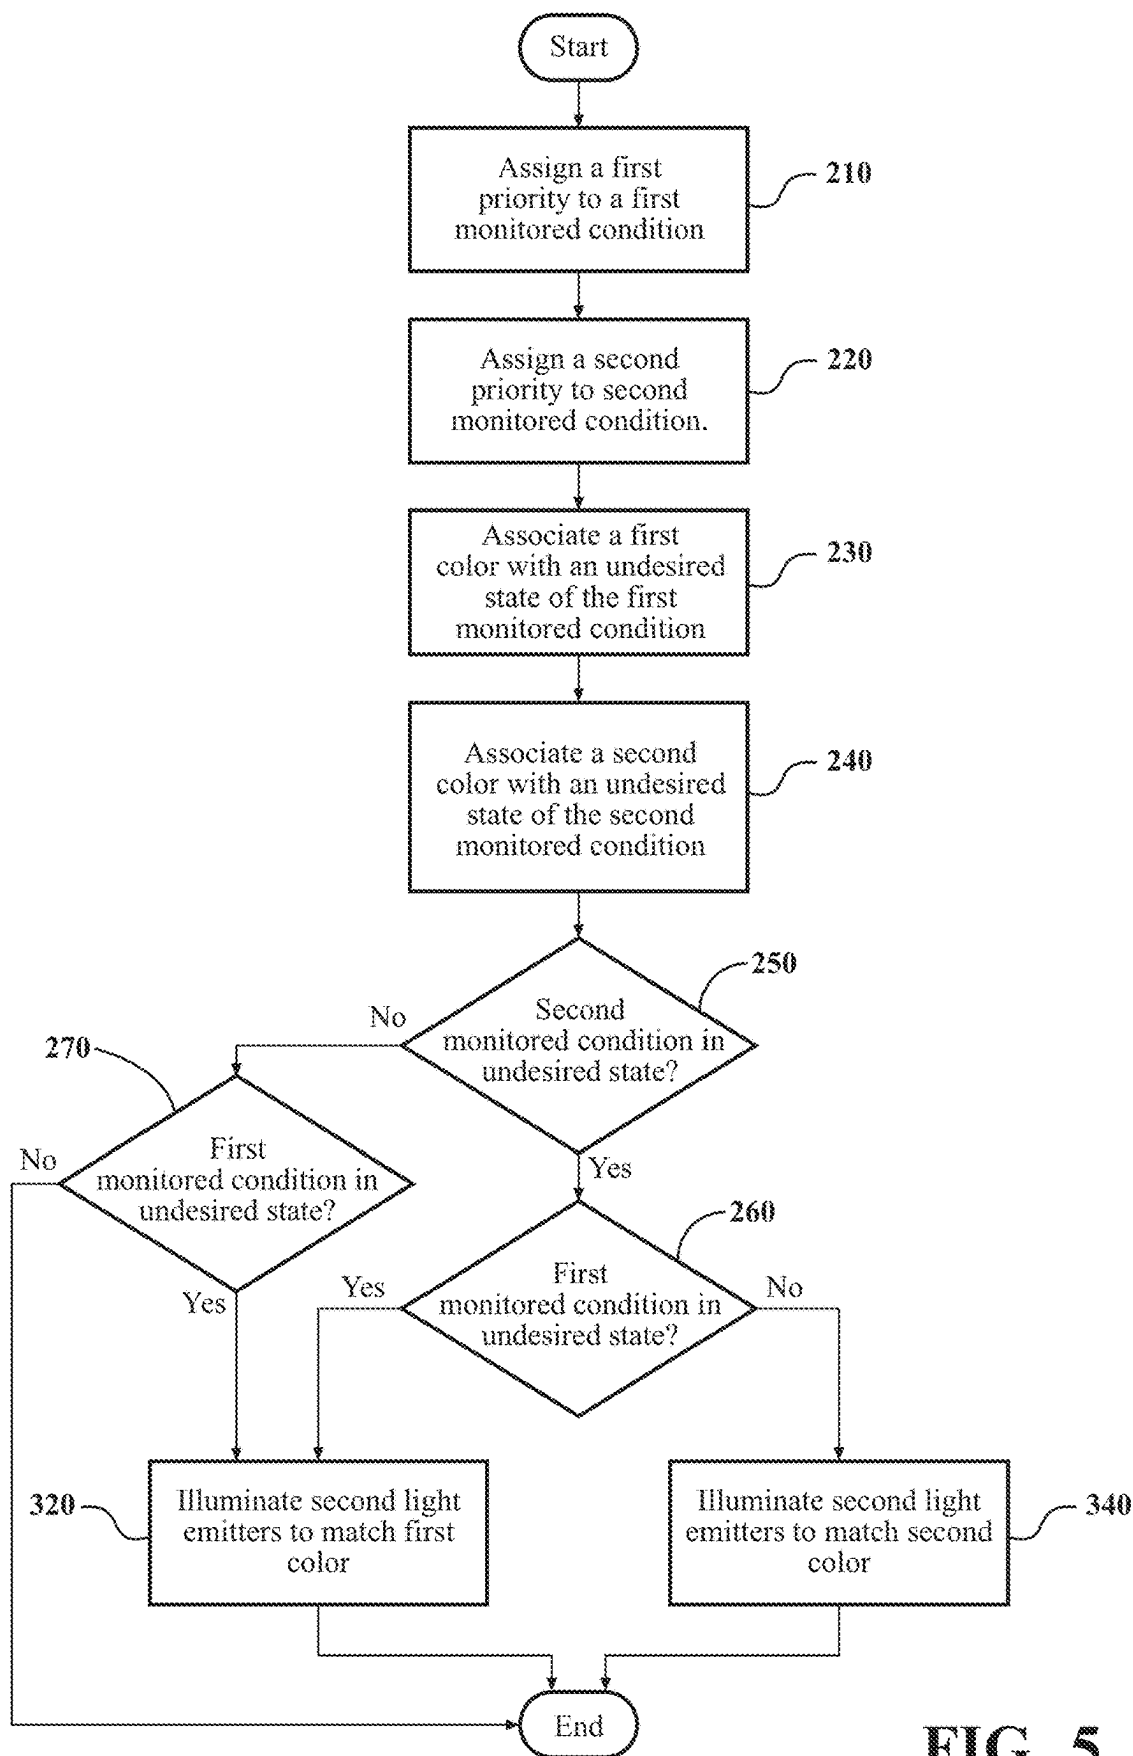 Start
Assign a first
priority to a first
monitored condition
210
Assign a second
priority to second
monitored condition.
220
Associate a first
color with an undesired
state of the first
monitored condition
230
Associate a second
color with an undesired
state of the second
monitored condition
240
250
Second
monitored condition in
undesired state?
No
270
First
monitored condition in
undesired state?
No
Yes
260
First
monitored condition in
undesired state?
Yes
No
Yes
320
Illuminate second light
emitters to match first
color
Illuminate second light
emitters to match second
color
340
End
FIG. 5